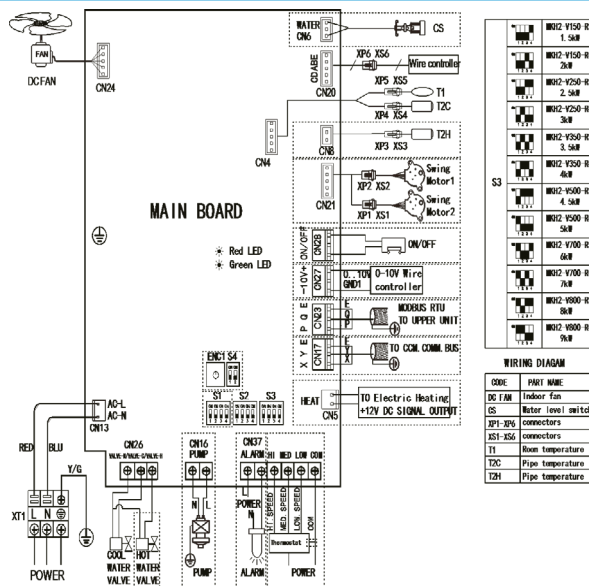 FAN
DC FAN
CN24
WATER
CN6
CS
CDABE
CN20
XP6 XS6
Wire controller
XP5 XS5
T1
T2C
XP4 XS4
CN4
CN8
T2H
XP3 XS3
CN21
XP2 XS2
Swing
Motor1
XP1 XS1
Swing
Motor2
MAIN BOARD
Red LED
Green LED
ON/OFF
CN28
ON/OFF
-10V+
CN27
0..10V
GND1
0-10V Wire
controller
P Q E
CN23
MODBUS RTU
TO UPPER UNIT
X Y E
CN17
TO CCM.COMM.BUS
ENC1 S4
S1 S2 S3
HEAT
CN5
TO Electric Heating
+12V DC SIGNAL OUTPUT
AC-L
AC-N
CN13
RED
BLU
Y/G
XT1
L N
POWER
CN26
COOL
WATER
VALVE
HOT
WATER
VALVE
CN16
PUMP
N L
PUMP
CN37
ALARM
HI MED LOW COM
POWER
N
ALARM
HI SPEED
MED SPEED
LOW SPEED
COM
thermostat
POWER
S3
MKH2-V150-R
1.5kW
MKH2-V150-R
2kW
MKH2-V250-R
2.5kW
MKH2-V250-R
3kW
MKH2-V350-R
3.5kW
MKH2-V350-R
4kW
MKH2-V500-R
4.5kW
MKH2-V500-R
5kW
MKH2-V700-R
6kW
MKH2-V700-R
7kW
MKH2-V800-R
8kW
MKH2-V800-R
9kW
WIRING DIAGAM
CODE PART NAME
DC FAN Indoor fan
CS Water level switch
XP1-XP6 connectors
XS1-XS6 connectors
T1 Room temperature
T2C Pipe temperature
T2H Pipe temperature